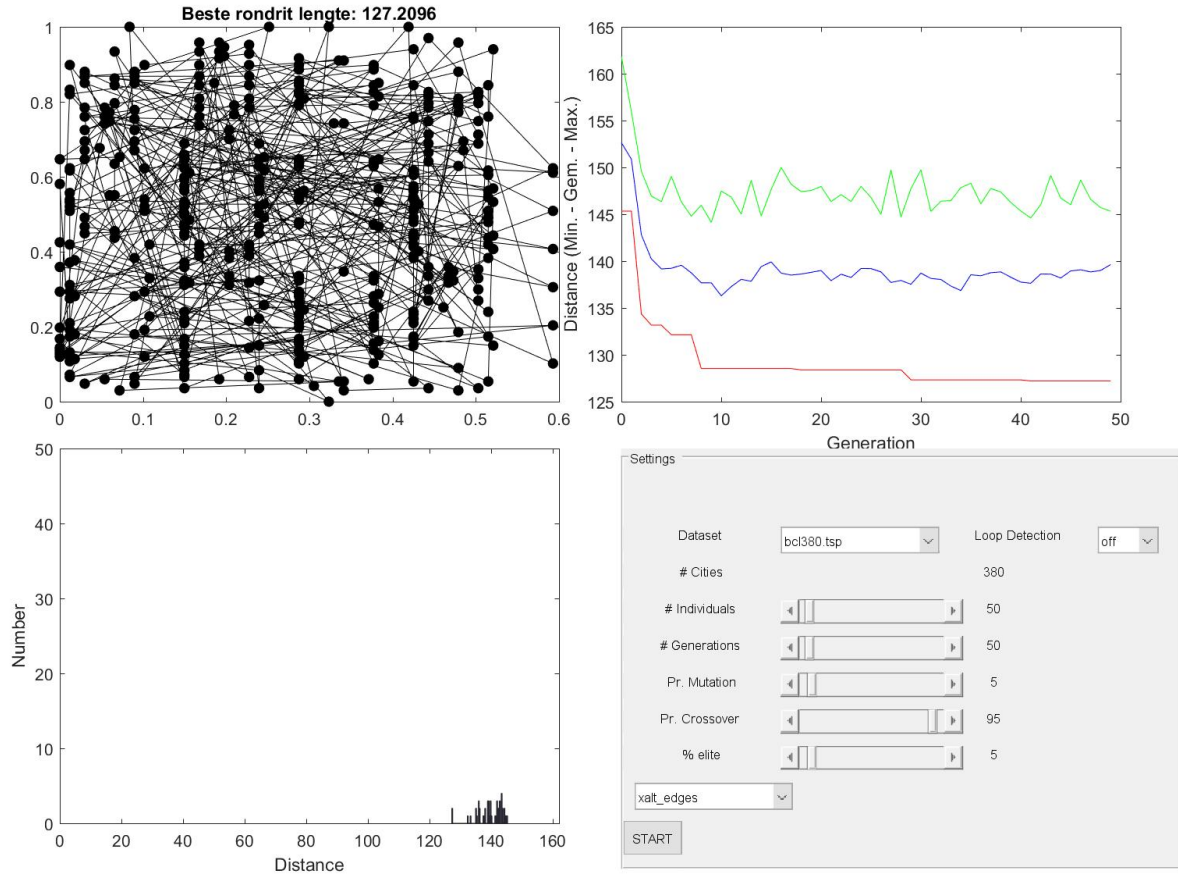 Beste rondrit lengte: 127.2096
1
0.8
0.6
0.4
0.2
0
0 0.1 0.2 0.3 0.4 0.5 0.6
Distance (Min. - Gem. - Max.)
165
160
155
150
145
140
135
130
125
0 10 20 30 40 50
Generation
Number
50
40
30
20
10
0
0 20 40 60 80 100 120 140 160
Distance
Settings
Dataset bcl380.tsp Loop Detection off
# Cities 380
# Individuals 50
# Generations 50
Pr. Mutation 5
Pr. Crossover 95
% elite 5
xalt_edges
START